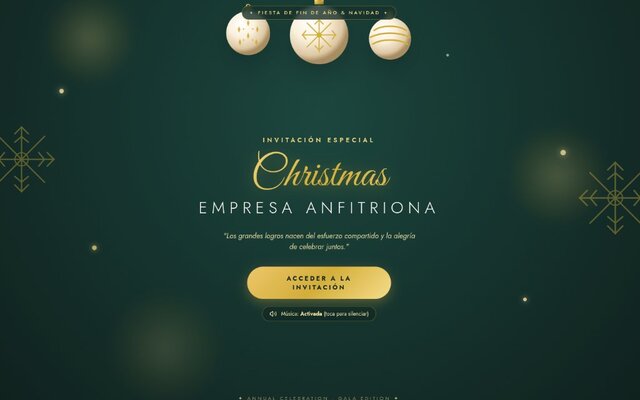 ✦ FIESTA DE FIN DE AÑO & NAVIDAD ✦
INVITACIÓN ESPECIAL
Christmas
EMPRESA ANFITRIONA
"Los grandes logros nacen del esfuerzo compartido y la alegría
de celebrar juntos."
ACCEDER A LA
INVITACIÓN
Música: Activada (toca para silenciar)
✦ ANNUAL CELEBRATION · GALA EDITION ✦